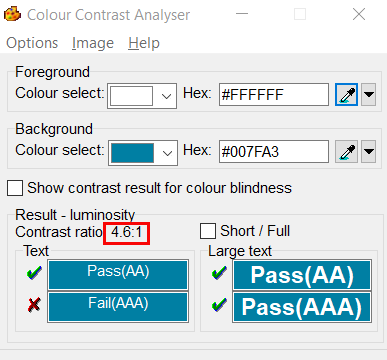 Colour Contrast Analyser
Options Image Help
Foreground
Colour select: Hex: #FFFFFF
Background
Colour select: Hex: #007FA3
Show contrast result for colour blindness
Result - luminosity
Contrast ratio: 4.6:1 Short / Full
Text Large text
Pass(AA) Pass(AA)
Fail(AAA) Pass(AAA)